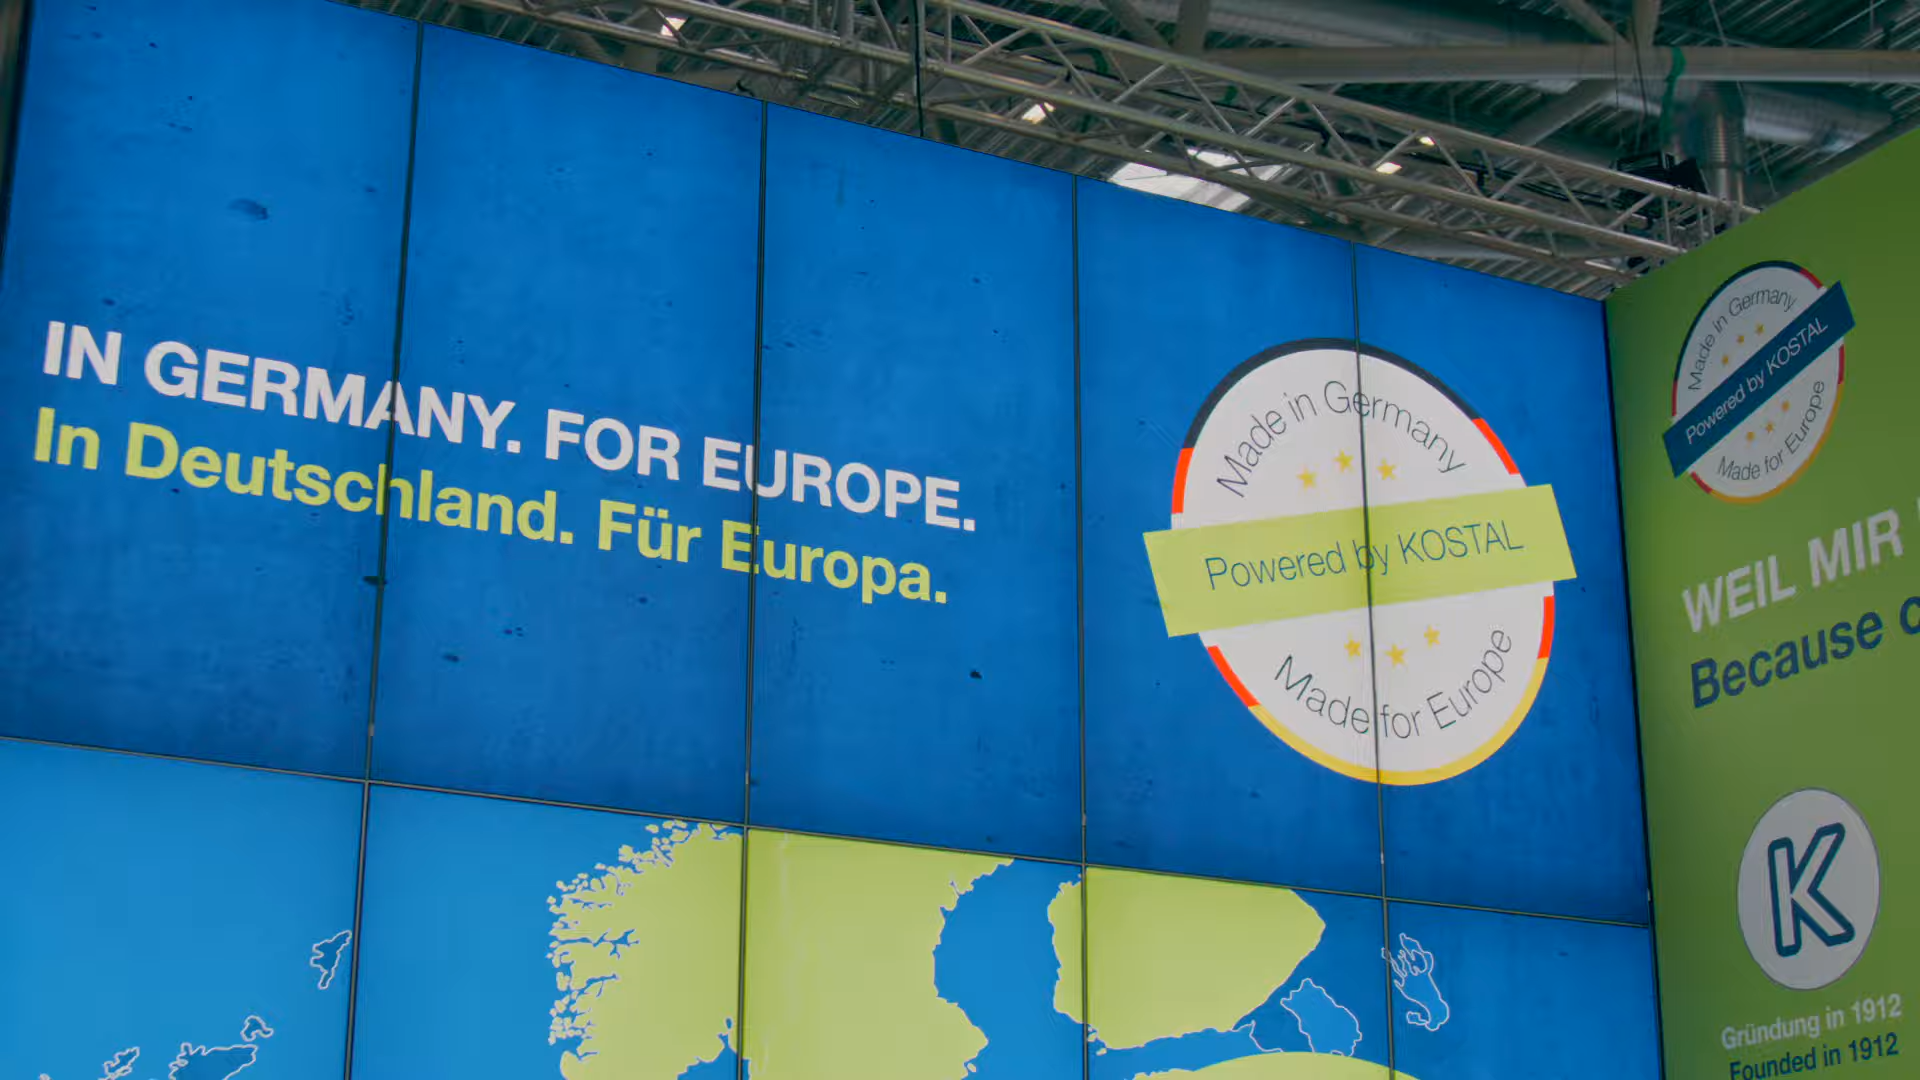 IN GERMANY. FOR EUROPE.
In Deutschland. Für Europa.
Made in Germany
Powered by KOSTAL
Made for Europe
Made in Germany
Powered by KOSTAL
Made for Europe
WEIL MIR
Because
K
Gründung in 1912
Founded in 1912